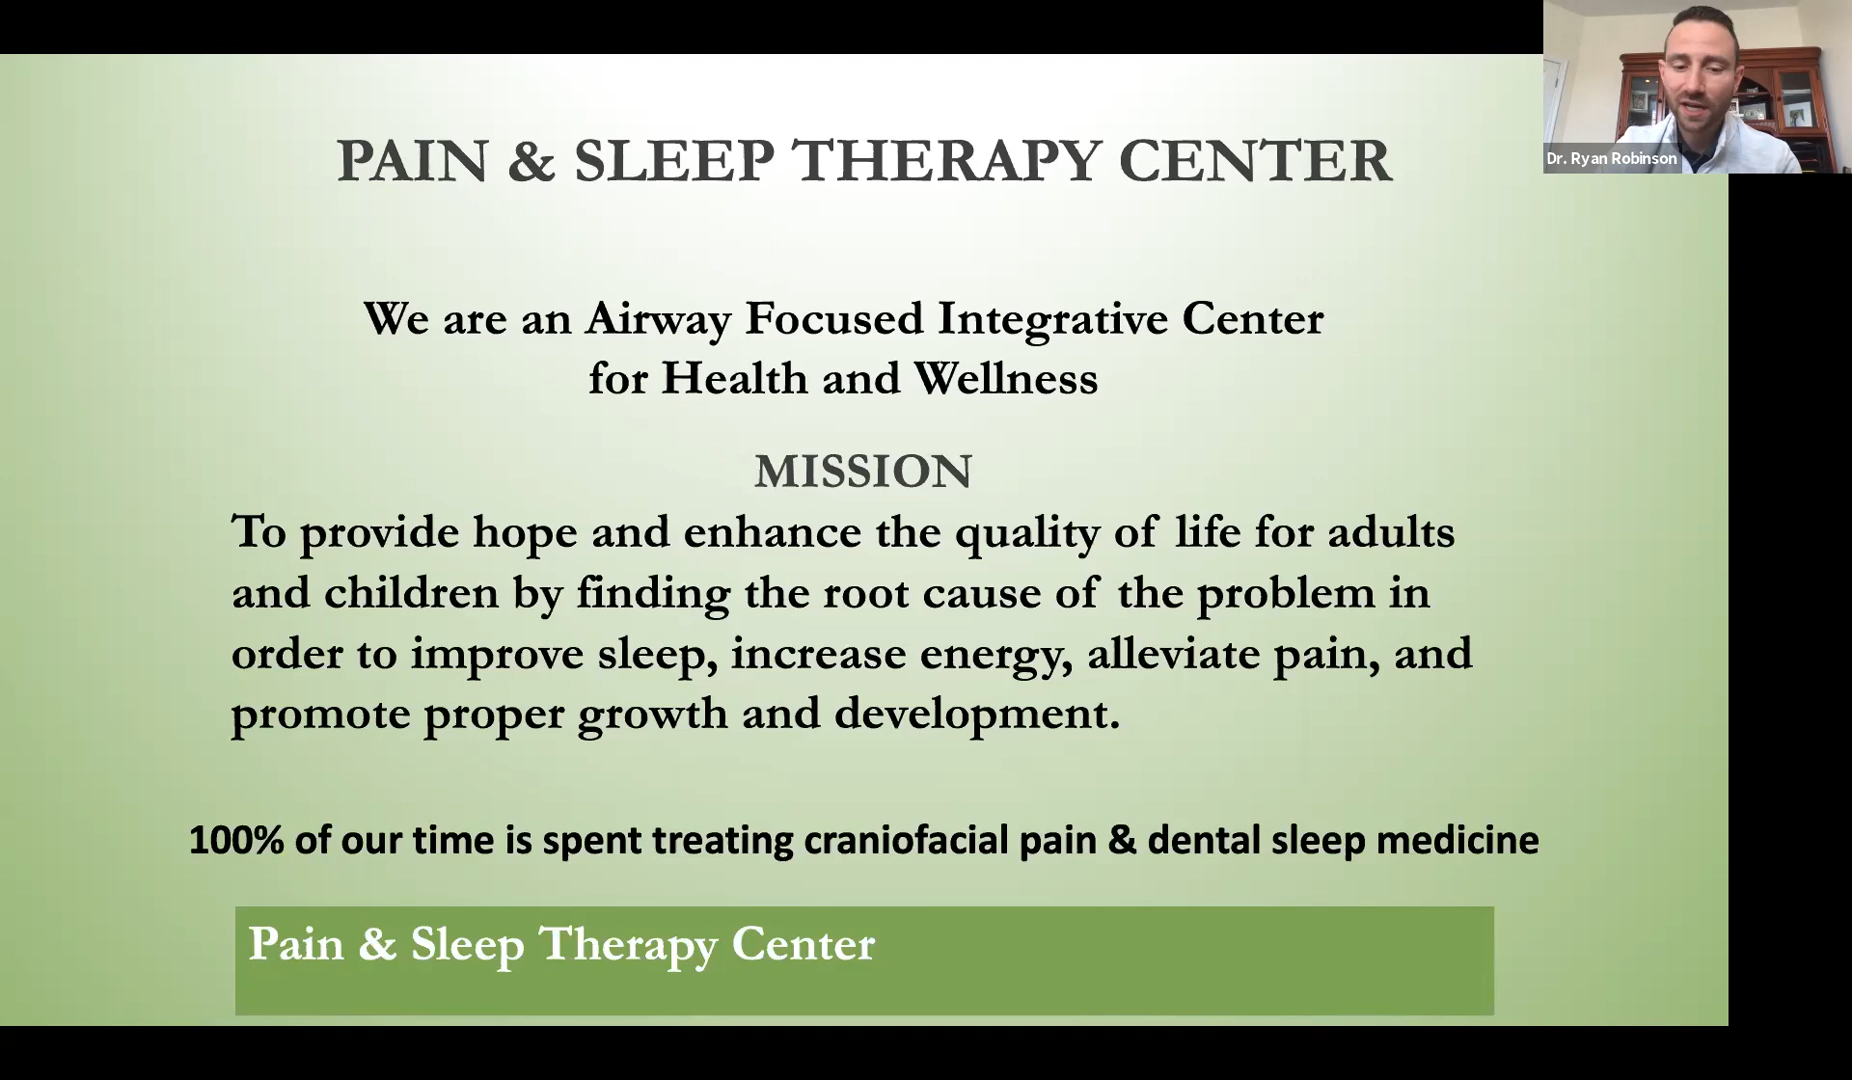 Dr. Ryan Robinson
PAIN & SLEEP THERAPY CENTER
We are an Airway Focused Integrative Center
for Health and Wellness
MISSION
To provide hope and enhance the quality of life for adults
and children by finding the root cause of the problem in
order to improve sleep, increase energy, alleviate pain, and
promote proper growth and development.
100% of our time is spent treating craniofacial pain & dental sleep medicine
Pain & Sleep Therapy Center